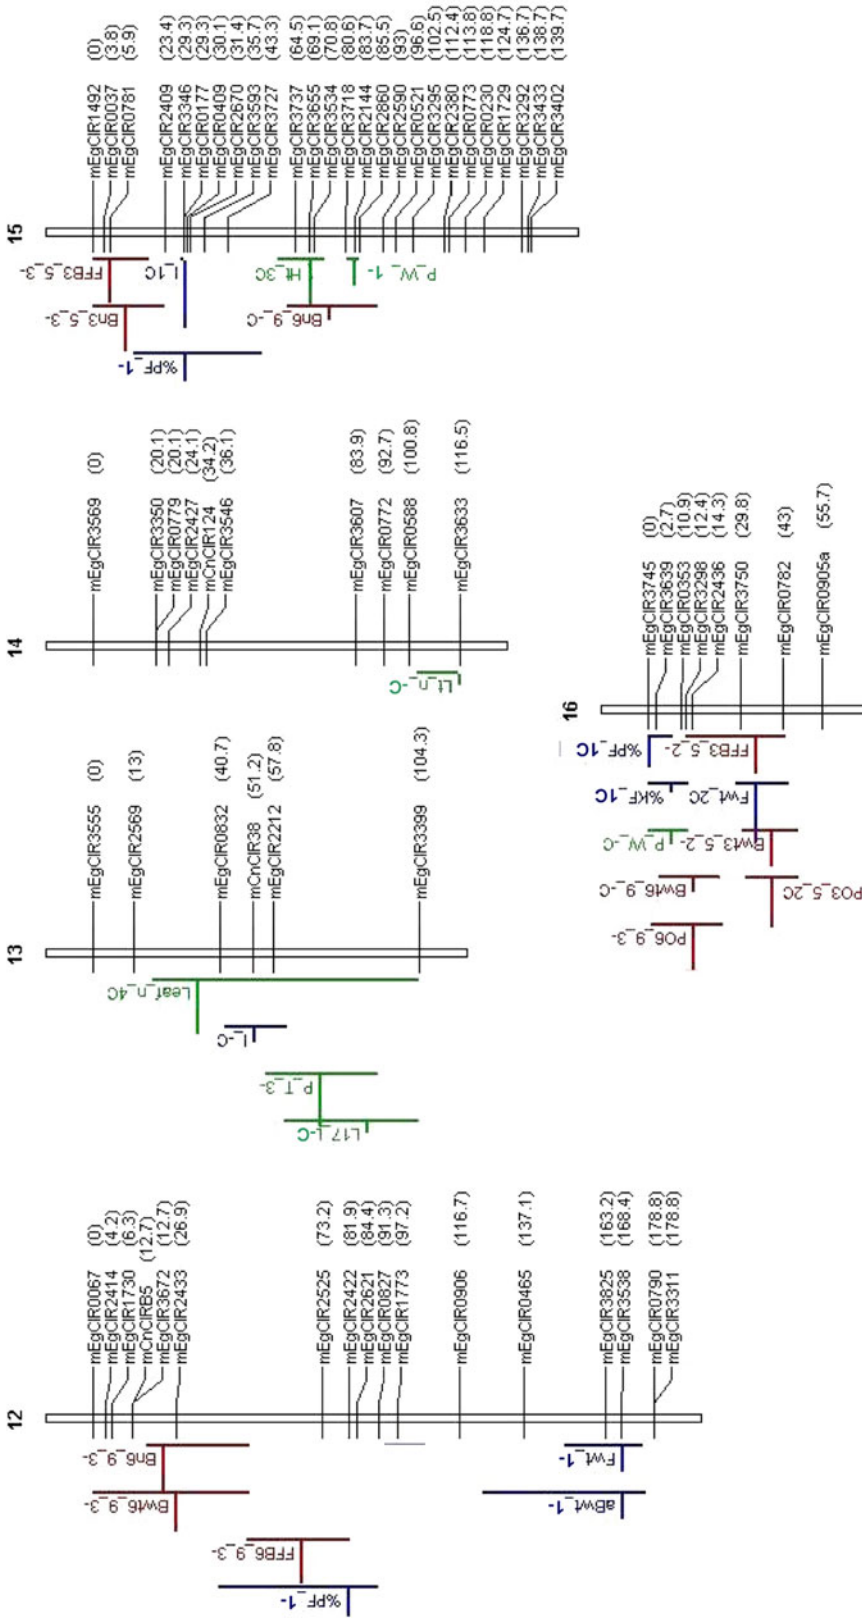 12
mEgCIR0067 (0)
mEgCIR2414 (4.2)
mEgCIR1730 (6.3)
mCnCIRB5 (12.7)
mEgCIR3672 (12.7)
mEgCIR2433 (26.9)
mEgCIR2525 (73.2)
mEgCIR2422 (81.9)
mEgCIR2621 (84.4)
mEgCIR0827 (91.3)
mEgCIR1773 (97.2)
mEgCIR0906 (116.7)
mEgCIR0465 (137.1)
mEgCIR3825 (163.2)
mEgCIR3538 (168.4)
mEgCIR0790 (178.8)
mEgCIR3311 (178.8)
Bn6_9_3-
Bwt6_9_3-
FFB6_9_3-
%PF_1-
Fwt_1-
aBwt_1-
13
mEgCIR3555 (0)
mEgCIR2569 (13)
mEgCIR0832 (40.7)
mCnCIR38 (51.2)
mEgCIR2212 (57.8)
mEgCIR3399 (104.3)
Leaf_n_4C
I_-C
P_T_3-
L17_l_-C
14
mEgCIR3569 (0)
mEgCIR3350 (20.1)
mEgCIR0779 (20.1)
mEgCIR2427 (24.1)
mCnCIR124 (34.2)
mEgCIR3546 (36.1)
mEgCIR3607 (83.9)
mEgCIR0772 (92.7)
mEgCIR0588 (100.8)
mEgCIR3633 (116.5)
Lt_n_-C
15
mEgCIR1492 (0)
mEgCIR0037 (3.8)
mEgCIR0781 (5.9)
mEgCIR2409 (23.4)
mEgCIR3346 (29.3)
mEgCIR0177 (29.3)
mEgCIR0409 (30.1)
mEgCIR2670 (31.4)
mEgCIR3593 (35.7)
mEgCIR3727 (43.3)
mEgCIR3737 (64.5)
mEgCIR3655 (69.1)
mEgCIR3534 (70.8)
mEgCIR3718 (80.6)
mEgCIR2144 (83.7)
mEgCIR2860 (85.5)
mEgCIR2590 (93)
mEgCIR0521 (96.6)
mEgCIR3295 (102.5)
mEgCIR2380 (112.4)
mEgCIR0773 (113.8)
mEgCIR0230 (118.8)
mEgCIR1729 (124.7)
mEgCIR3292 (136.7)
mEgCIR3433 (138.7)
mEgCIR3402 (139.7)
FFB3_5_3-
Bn3_5_3-
%PF_1-
I_1C
Ht_3C
Bn6_9_-C
P_W_1-
16
mEgCIR3745 (0)
mEgCIR3639 (2.7)
mEgCIR0353 (10.9)
mEgCIR3298 (12.4)
mEgCIR2436 (14.3)
mEgCIR3750 (29.8)
mEgCIR0782 (43)
mEgCIR0905a (55.7)
%PF_1C
FFB3_5_2-
%KF_1C
Fwt_2C
P_W_-C
Bwt3_5_2-
Bwt6_9_-C
PO3_5_2C
PO6_9_3-